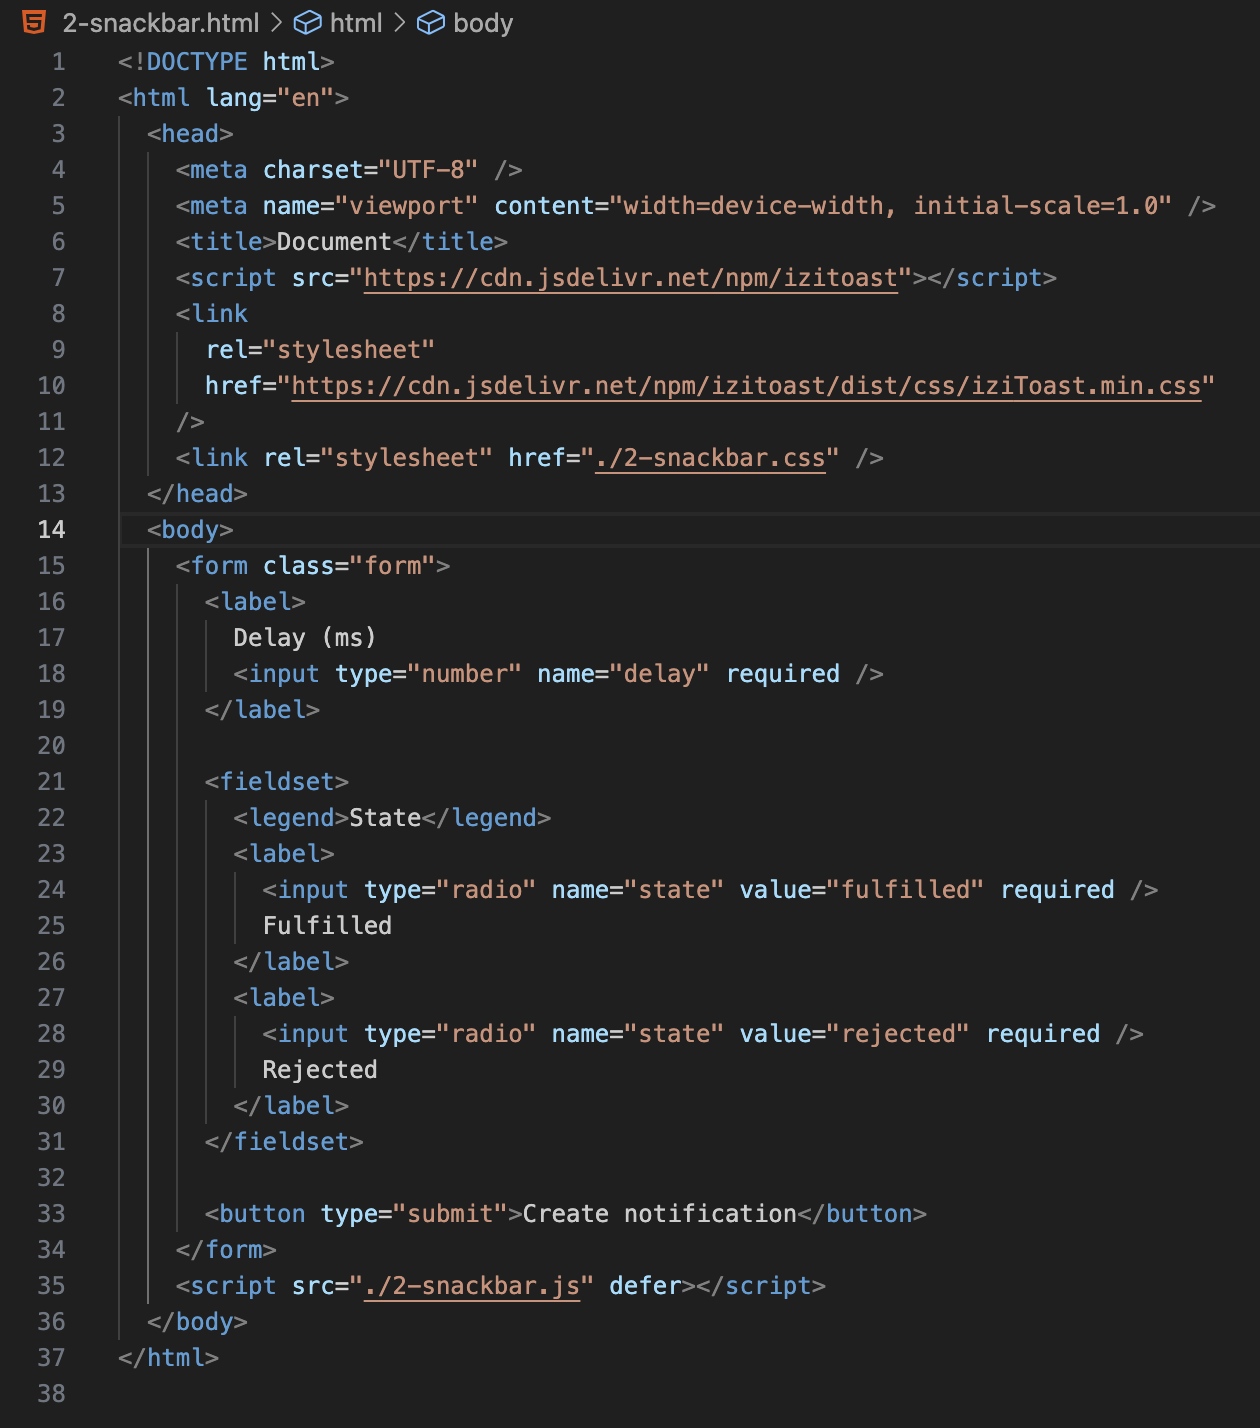 2-snackbar.html > html > body
1 <!DOCTYPE html>
2 <html lang="en">
3   <head>
4     <meta charset="UTF-8" />
5     <meta name="viewport" content="width=device-width, initial-scale=1.0" />
6     <title>Document</title>
7     <script src="https://cdn.jsdelivr.net/npm/izitoast"></script>
8     <link
9       rel="stylesheet"
10       href="https://cdn.jsdelivr.net/npm/izitoast/dist/css/iziToast.min.css"
11     />
12     <link rel="stylesheet" href="./2-snackbar.css" />
13   </head>
14   <body>
15     <form class="form">
16       <label>
17         Delay (ms)
18         <input type="number" name="delay" required />
19       </label>
20
21       <fieldset>
22         <legend>State</legend>
23         <label>
24           <input type="radio" name="state" value="fulfilled" required />
25           Fulfilled
26         </label>
27         <label>
28           <input type="radio" name="state" value="rejected" required />
29           Rejected
30         </label>
31       </fieldset>
32
33       <button type="submit">Create notification</button>
34     </form>
35     <script src="./2-snackbar.js" defer></script>
36   </body>
37 </html>
38